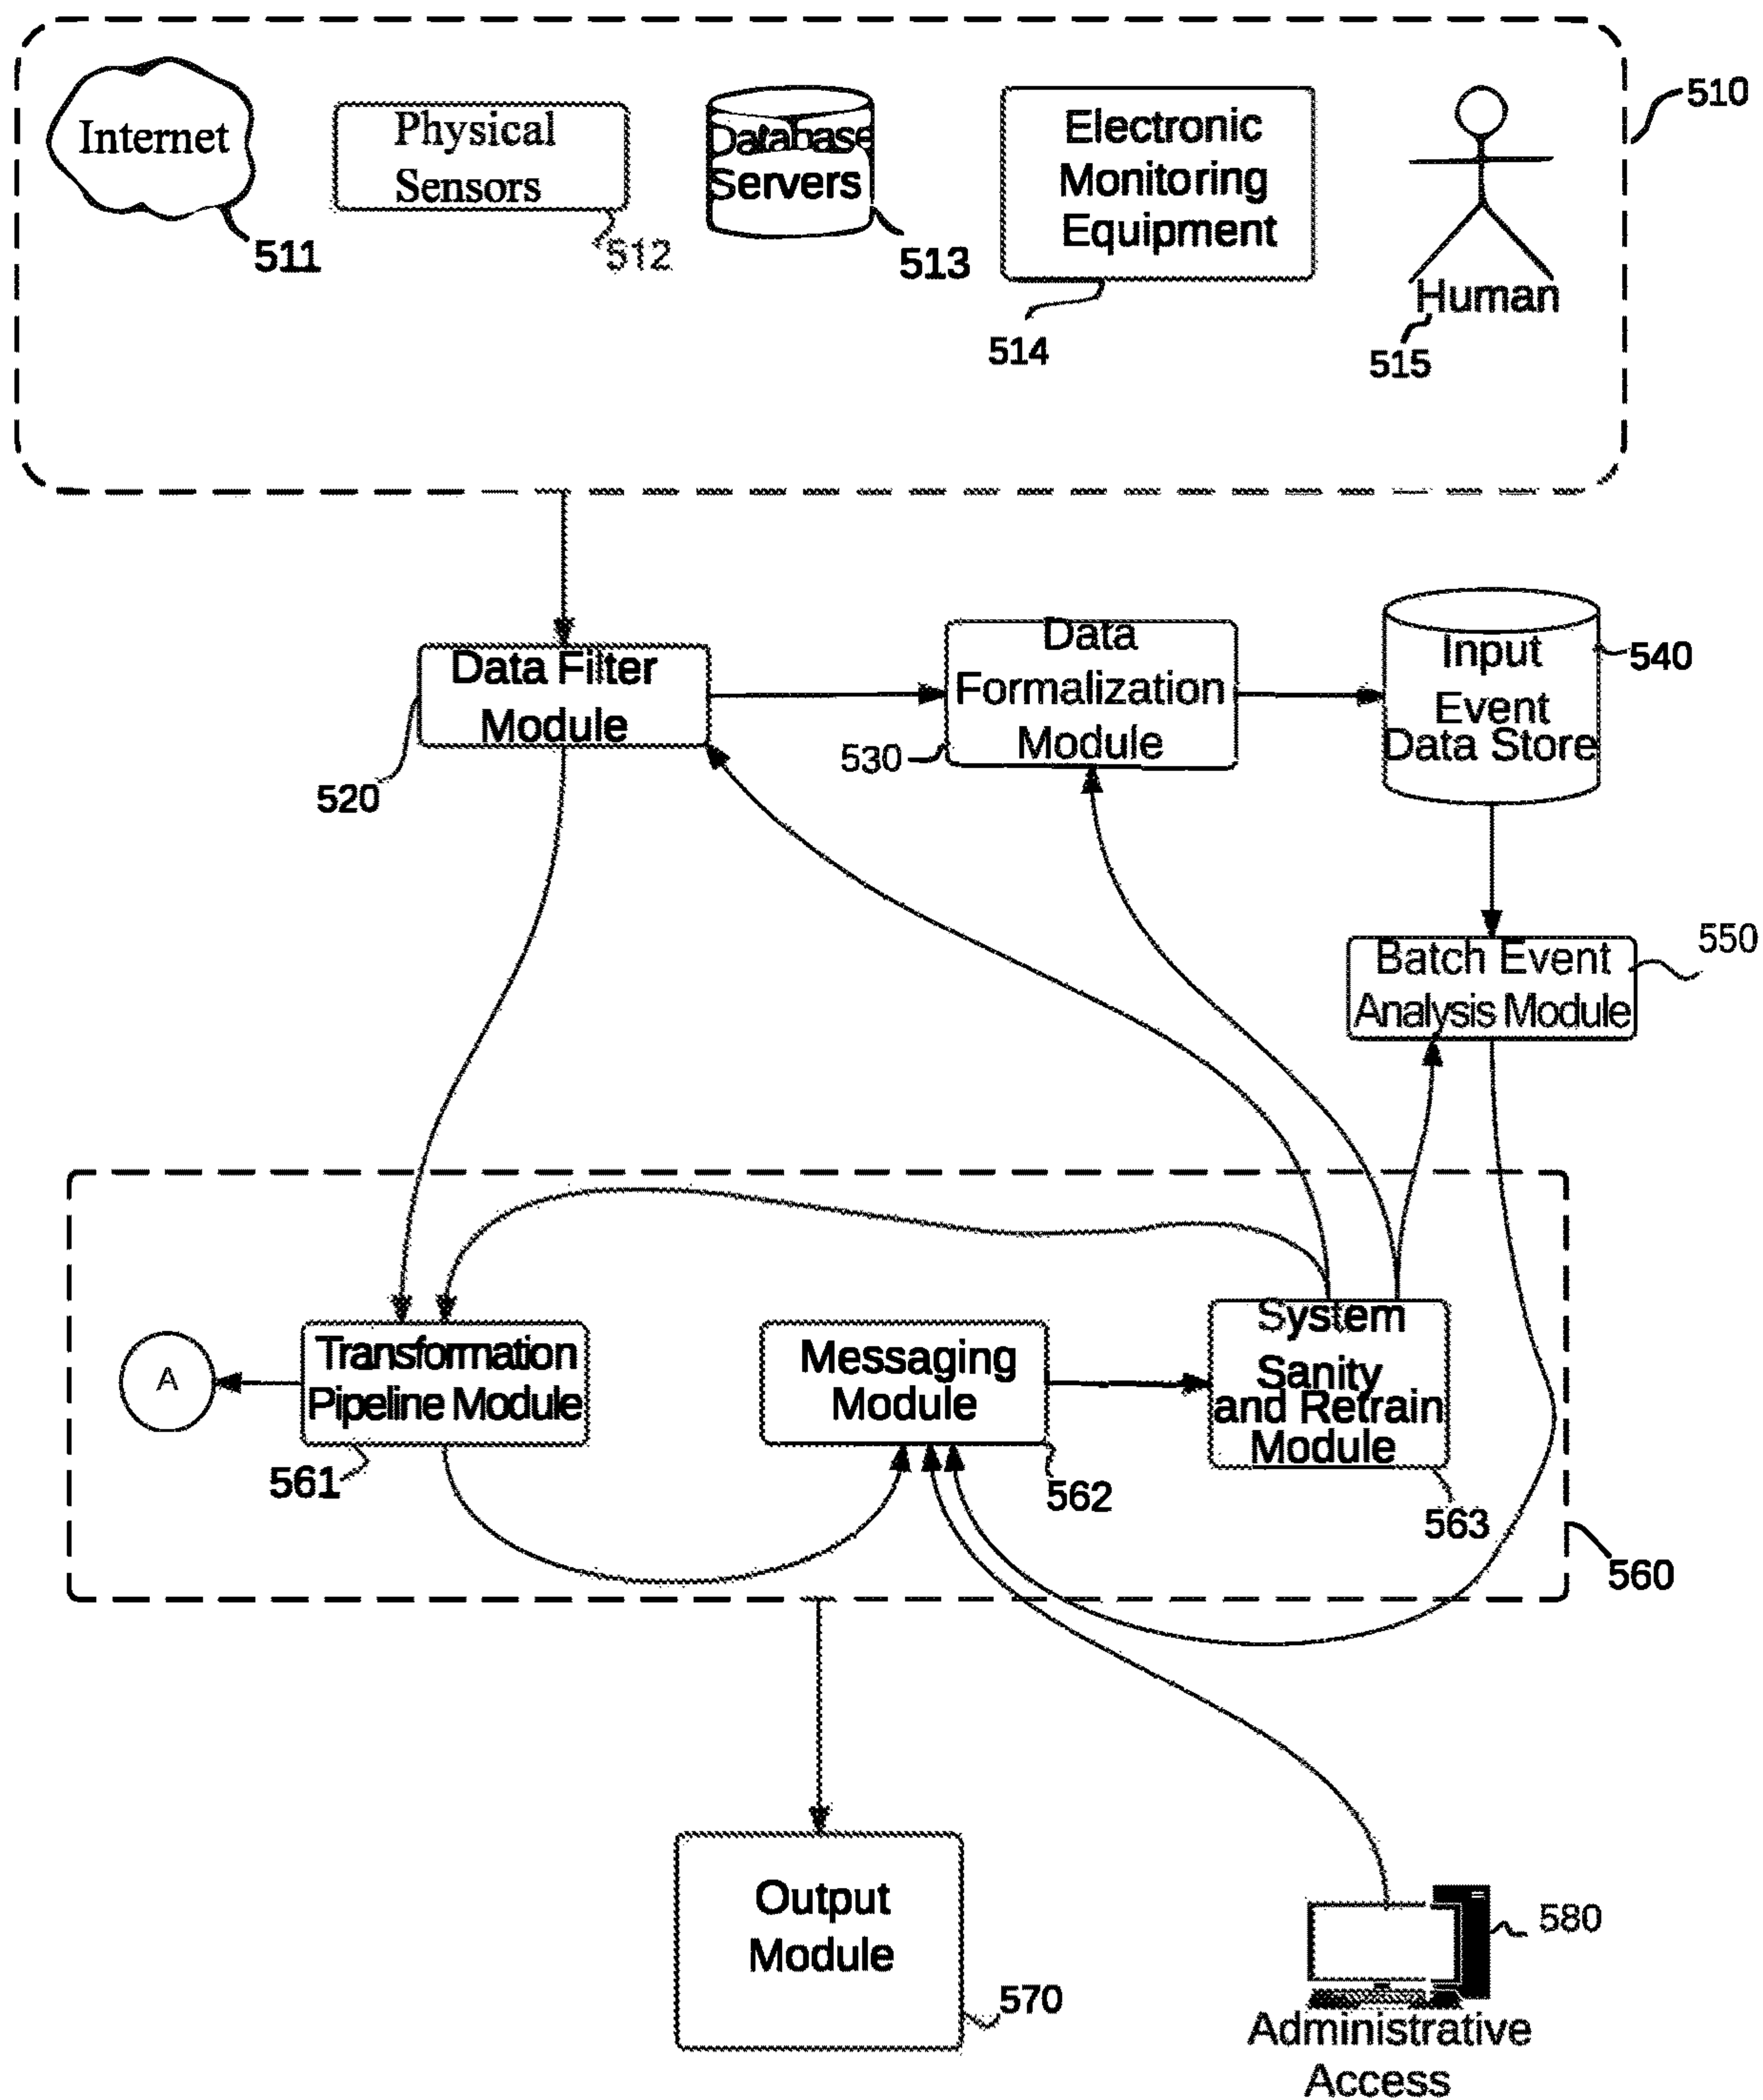 510
Internet
511
Physical
Sensors
512
Database
Servers
513
Electronic
Monitoring
Equipment
514
Human
515
Data Filter
Module
520
Data
Formalization
Module
530
Input
Event
Data Store
540
Batch Event
Analysis Module
550
A
Transformation
Pipeline Module
561
Messaging
Module
562
System
Sanity
and Retrain
Module
563
560
Output
Module
570
580
Administrative
Access